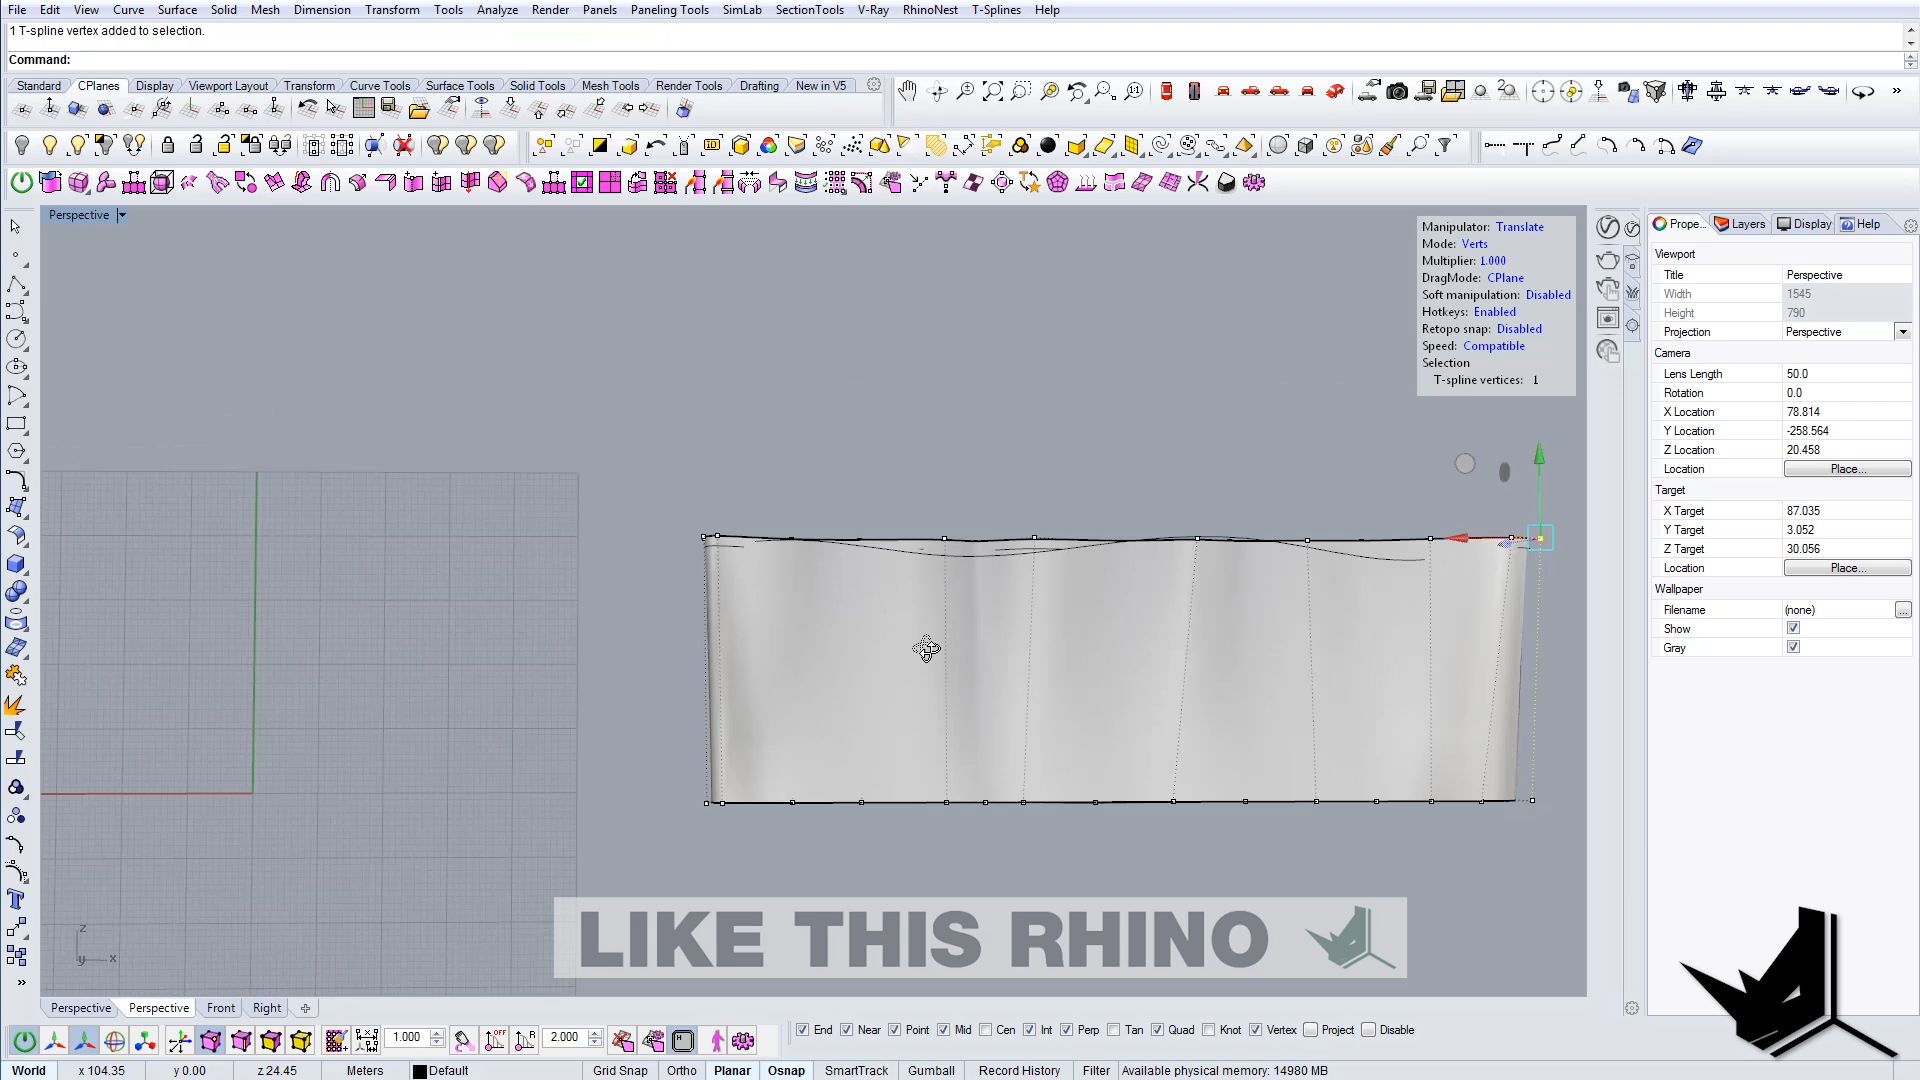 File Edit View Curve Surface Solid Mesh Dimension Transform Tools Analyze Render Panels Paneling Tools SimLab SectionTools V-Ray RhinoNest T-Splines Help
1 T-spline vertex added to selection.
Command:
Standard CPlanes Display Viewport Layout Transform Curve Tools Surface Tools Solid Tools Mesh Tools Render Tools Drafting New in V5
Perspective
Manipulator: Translate
Mode: Verts
Multiplier: 1.000
DragMode: CPlane
Soft manipulation: Disabled
Hotkeys: Enabled
Retopo snap: Disabled
Speed: Compatible
Selection
T-spline vertices: 1
Prope... Layers Display Help
Viewport
Title Perspective
Width 1545
Height 790
Projection Perspective
Camera
Lens Length 50.0
Rotation 0.0
X Location 78.814
Y Location -258.564
Z Location 20.458
Location Place...
Target
X Target 87.035
Y Target 3.052
Z Target 30.056
Location Place...
Wallpaper
Filename (none) ...
Show
Gray
z
y x
LIKE THIS RHINO
Perspective Perspective Front Right
1.000 2.000 End Near Point Mid Cen Int Perp Tan Quad Knot Vertex Project Disable
World x 104.35 y 0.00 z 24.45 Meters Default Grid Snap Ortho Planar Osnap SmartTrack Gumball Record History Filter Available physical memory: 14980 MB